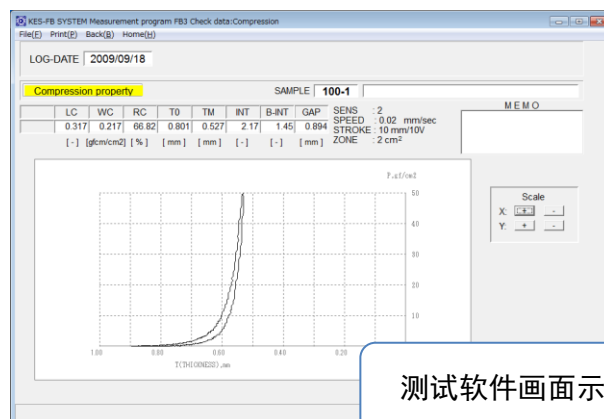 KES-FB SYSTEM Measurement program FB3 Check data:Compression
File(F) Print(P) Back(B) Home(H)
LOG-DATE 2009/09/18
Compression property SAMPLE 100-1
LC WC RC T0 TM INT B-INT GAP
0.317 0.217 66.82 0.801 0.527 2.17 1.45 0.894
[-] [gfcm/cm2] [%] [mm] [mm] [-] [-] [mm]
SENS : 2
SPEED : 0.02 mm/sec
STROKE : 10 mm/10V
ZONE : 2 cm²
MEMO
P,gf/cm2
50
40
30
20
10
1.00 0.80 0.60 0.40 0.20
T(THICKNESS),mm
Scale
X: + -
Y: + -
测试软件画面示